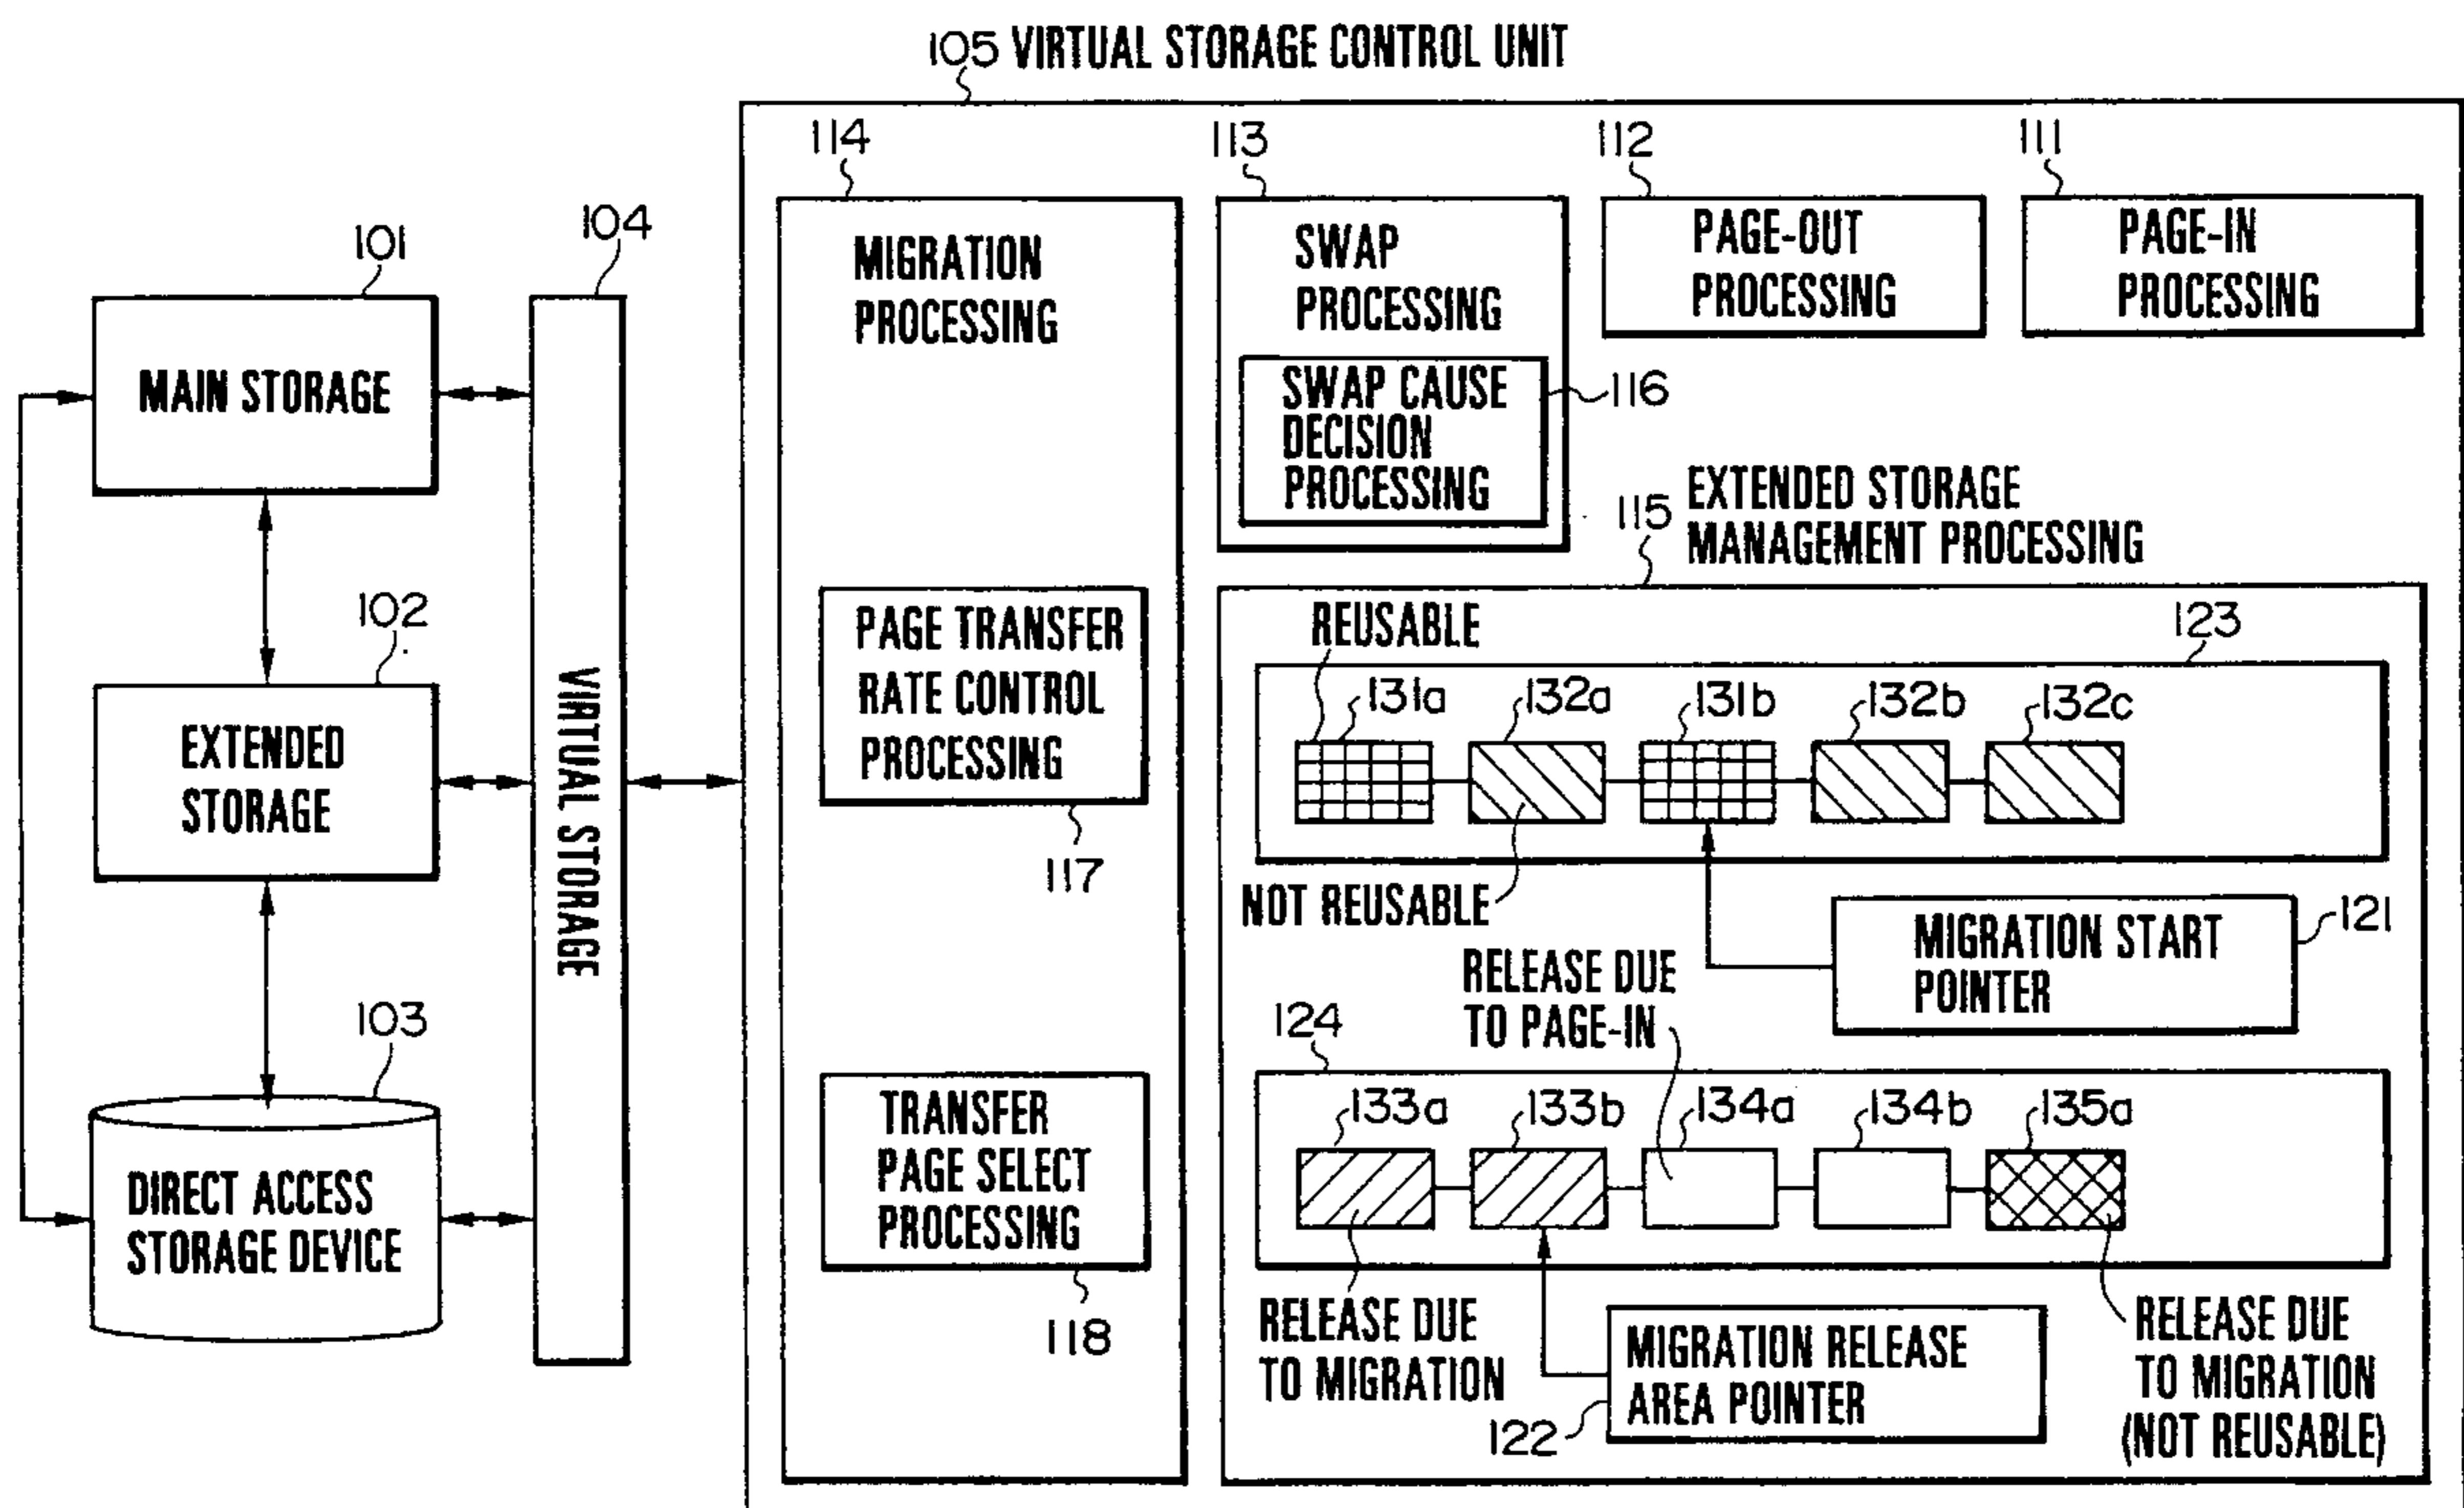 105 VIRTUAL STORAGE CONTROL UNIT
114
113
112
111
MIGRATION
PROCESSING
SWAP
PROCESSING
PAGE-OUT
PROCESSING
PAGE-IN
PROCESSING
101
104
MAIN STORAGE
SWAP CAUSE
DECISION
PROCESSING
116
102
EXTENDED
STORAGE
VIRTUAL STORAGE
PAGE TRANSFER
RATE CONTROL
PROCESSING
117
115 EXTENDED STORAGE
MANAGEMENT PROCESSING
REUSABLE
123
131a
132a
131b
132b
132c
NOT REUSABLE
MIGRATION START
POINTER
121
RELEASE DUE
TO PAGE-IN
103
DIRECT ACCESS
STORAGE DEVICE
TRANSFER
PAGE SELECT
PROCESSING
118
124
133a
133b
134a
134b
135a
RELEASE DUE
TO MIGRATION
MIGRATION RELEASE
AREA POINTER
122
RELEASE DUE
TO MIGRATION
(NOT REUSABLE)